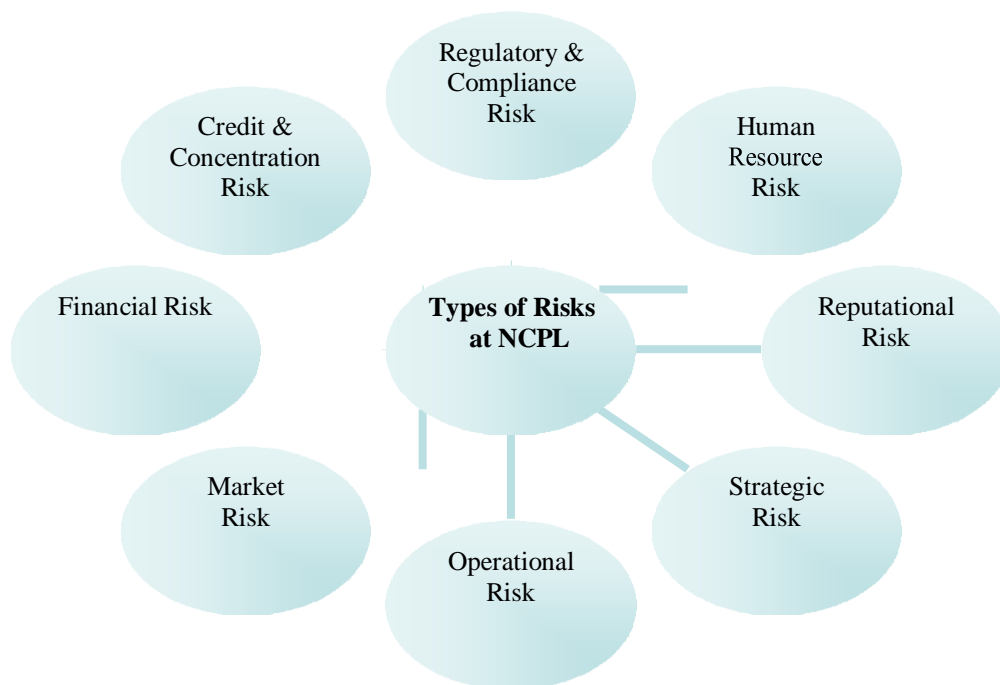 Regulatory &
Compliance
Risk
Credit &
Concentration
Risk
Human
Resource
Risk
Financial Risk
Types of Risks
at NCPL
Reputational
Risk
Market
Risk
Strategic
Risk
Operational
Risk